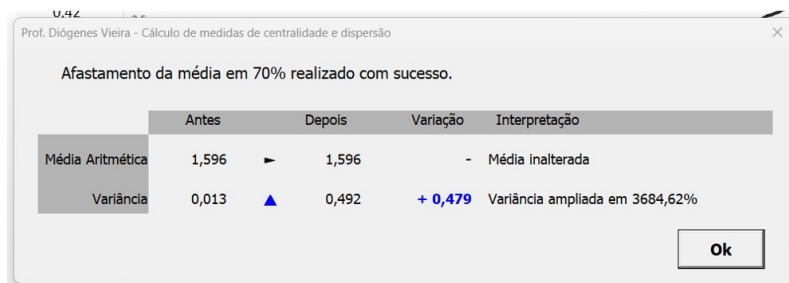 0,42
Prof. Diógenes Vieira - Cálculo de medidas de centralidade e dispersão
Afastamento da média em 70% realizado com sucesso.
Antes Depois Variação Interpretação
Média Aritmética 1,596 ► 1,596 - Média inalterada
Variância 0,013 ▲ 0,492 + 0,479 Variância ampliada em 3684,62%
Ok